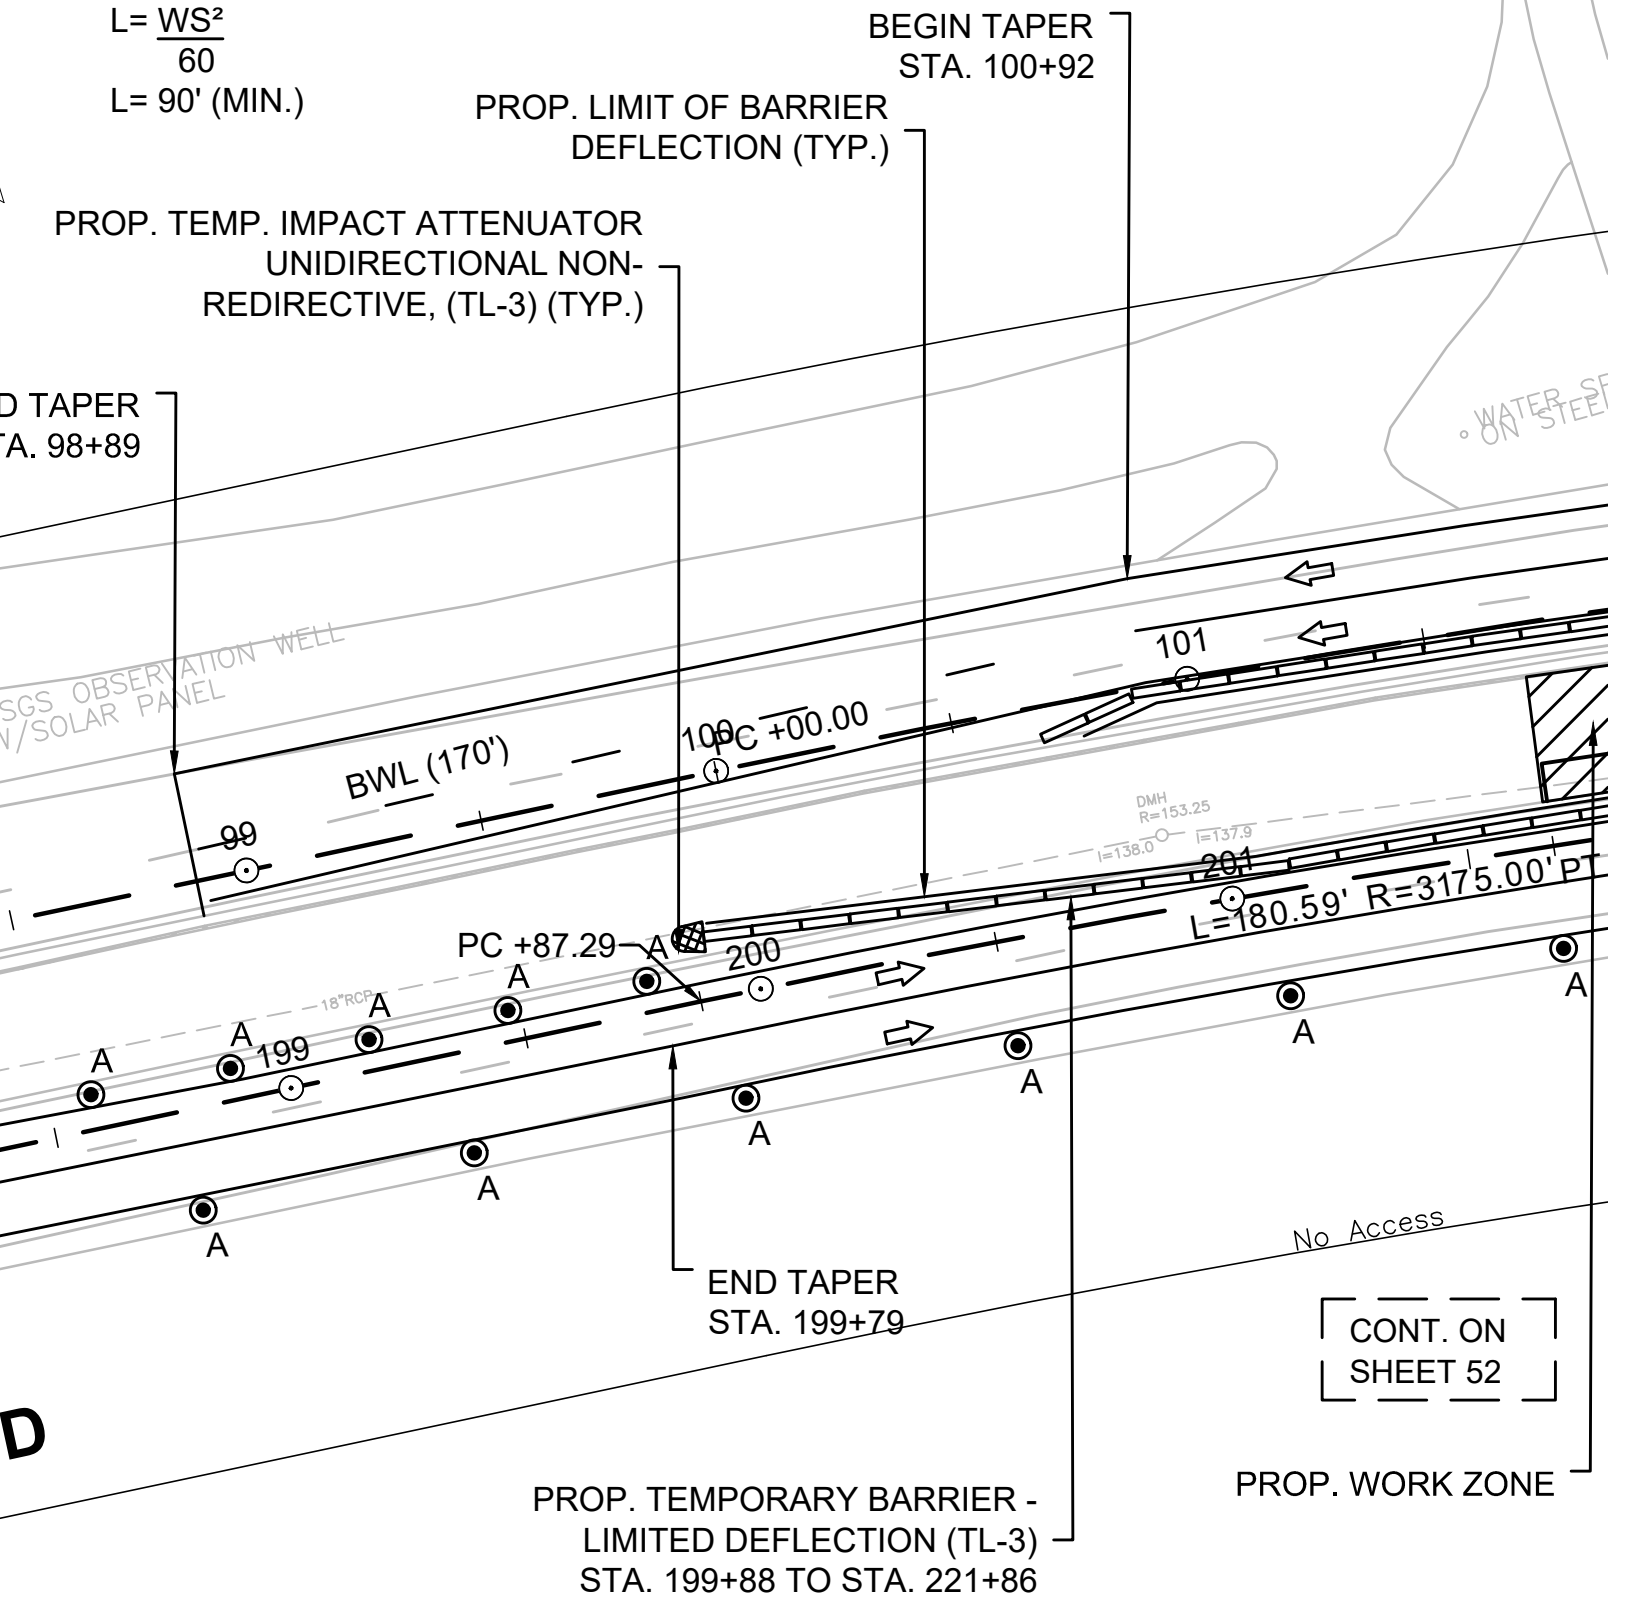 L= WS²
60
L= 90' (MIN.)
BEGIN TAPER
STA. 100+92
PROP. LIMIT OF BARRIER
DEFLECTION (TYP.)
PROP. TEMP. IMPACT ATTENUATOR
UNIDIRECTIONAL NON-
REDIRECTIVE, (TL-3) (TYP.)
D TAPER
TA. 98+89
WATER
ON STEEL
SGS OBSERVATION WELL
W/SOLAR PANEL
BWL (170')
99
100
PC +00.00
101
DMH
R=153.25
I=138.0
I=137.9
201
L=180.59' R=3175.00' PT
PC +87.29
200
18"RCP
199
A
A
A
A
A
A
A
A
A
A
A
END TAPER
STA. 199+79
No Access
CONT. ON
SHEET 52
D
PROP. TEMPORARY BARRIER -
LIMITED DEFLECTION (TL-3)
STA. 199+88 TO STA. 221+86
PROP. WORK ZONE